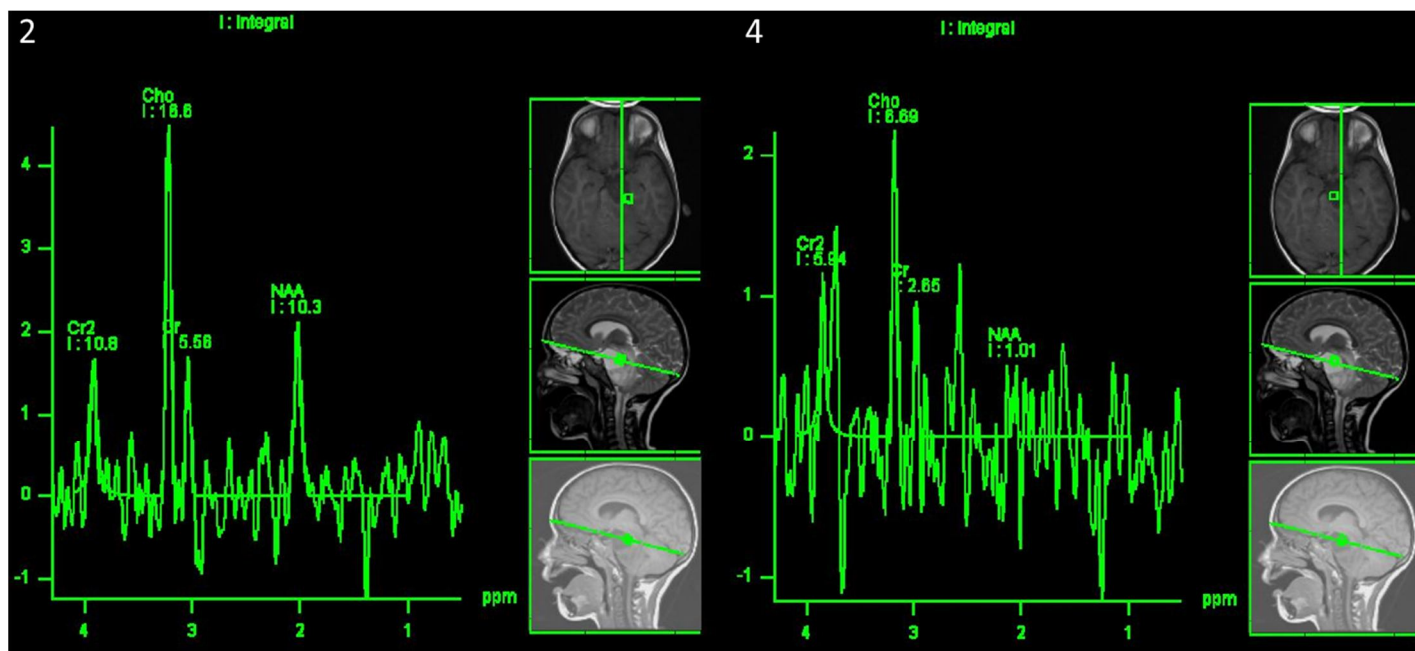 2
I : Integral
Cho
I : 16.6
4
3
2
1
0
-1
Cr2
I : 10.8
Cr
I : 5.56
NAA
I : 10.3
ppm
4
3
2
1
4
I : Integral
Cho
I : 6.69
2
1
0
-1
Cr2
I : 5.94
Cr
: 2.65
NAA
I : 1.01
ppm
4
3
2
1